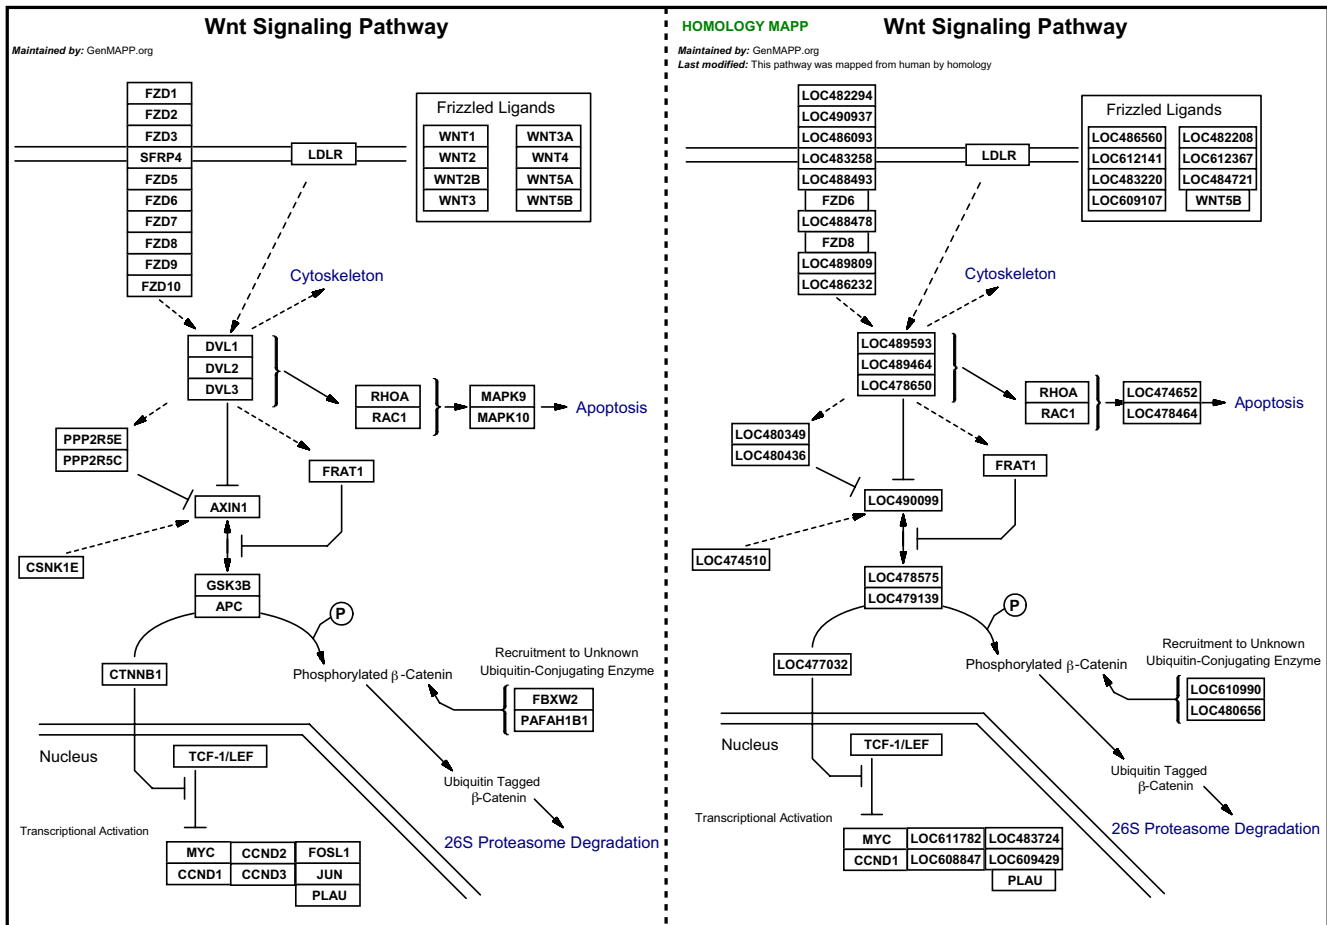 Wnt Signaling Pathway
Maintained by: GenMAPP.org
FZD1
FZD2
FZD3
SFRP4
FZD5
FZD6
FZD7
FZD8
FZD9
FZD10
LDLR
Frizzled Ligands
WNT1 WNT3A
WNT2 WNT4
WNT2B WNT5A
WNT3 WNT5B
Cytoskeleton
DVL1
DVL2
DVL3
RHOA
RAC1
MAPK9
MAPK10
Apoptosis
PPP2R5E
PPP2R5C
FRAT1
AXIN1
CSNK1E
GSK3B
APC
P
CTNNB1
Phosphorylated β-Catenin
Recruitment to Unknown
Ubiquitin-Conjugating Enzyme
FBXW2
PAFAH1B1
Nucleus
TCF-1/LEF
Ubiquitin Tagged
β-Catenin
Transcriptional Activation
26S Proteasome Degradation
MYC CCND2 FOSL1
CCND1 CCND3 JUN
PLAU
HOMOLOGY MAPP
Wnt Signaling Pathway
Maintained by: GenMAPP.org
Last modified: This pathway was mapped from human by homology
LOC482294
LOC490937
LOC486093
LOC483258
LOC488493
FZD6
LOC488478
FZD8
LOC489809
LOC486232
LDLR
Frizzled Ligands
LOC486560 LOC482208
LOC612141 LOC612367
LOC483220 LOC484721
LOC609107 WNT5B
Cytoskeleton
LOC489593
LOC489464
LOC478650
RHOA
RAC1
LOC474652
LOC478464
Apoptosis
LOC480349
LOC480436
FRAT1
LOC490099
LOC474510
LOC478575
LOC479139
P
LOC477032
Phosphorylated β-Catenin
Recruitment to Unknown
Ubiquitin-Conjugating Enzyme
LOC610990
LOC480656
Nucleus
TCF-1/LEF
Ubiquitin Tagged
β-Catenin
Transcriptional Activation
26S Proteasome Degradation
MYC LOC611782 LOC483724
CCND1 LOC608847 LOC609429
PLAU